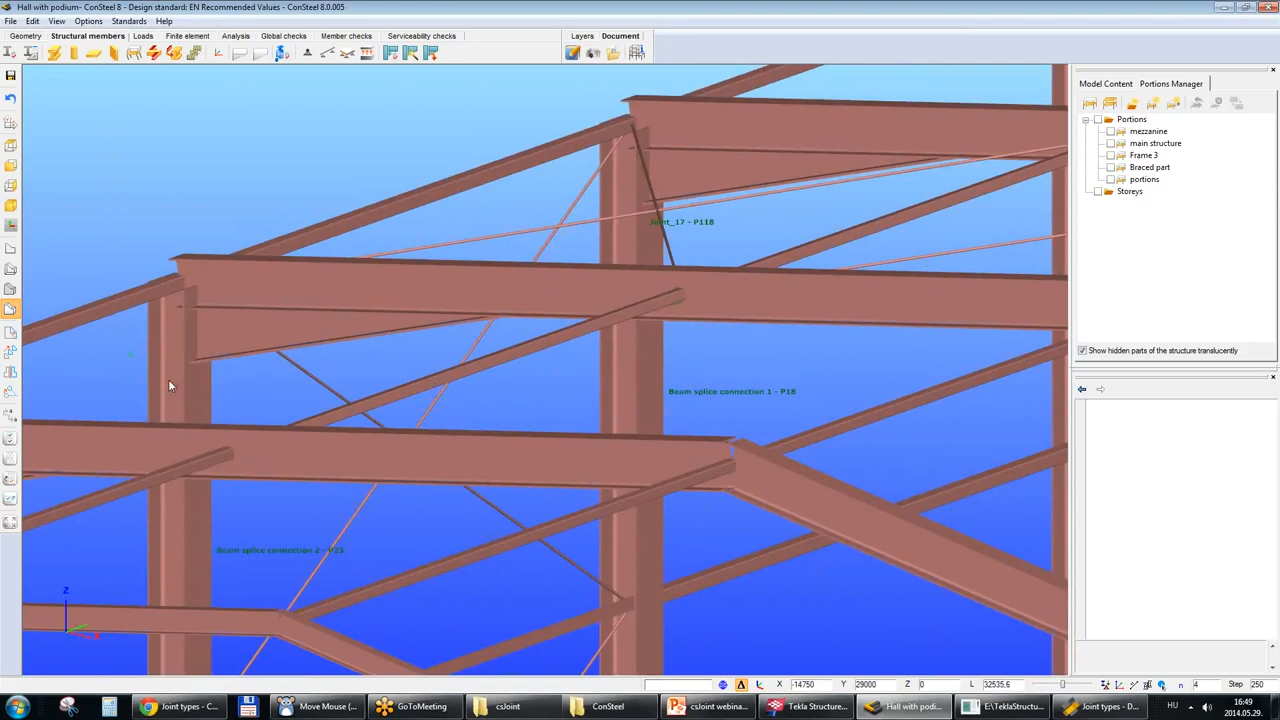 Hall with podium- ConSteel 8 - Design standard: EN Recommended Values - ConSteel 8.0.005
File Edit View Options Standards Help
Geometry Structural members Loads Finite element Analysis Global checks Member checks Serviceability checks Layers Document
Model Content Portions Manager
Portions
mezzanine
main structure
Frame 3
Braced part
portions
Storeys
Joint_17 - P118
Show hidden parts of the structure translucently
Beam splice connection 1 - P18
Beam splice connection 2 - P23
Z
X -14750 Y 29000 Z 0 L 32535,6 n 4 Step 250
Joint types - C... Move Mouse (... GoToMeeting csJoint ConSteel csJoint webina... Tekla Structure... Hall with podi... E:\TeklaStructu... Joint types - D... HU 16:49
2014.05.29.